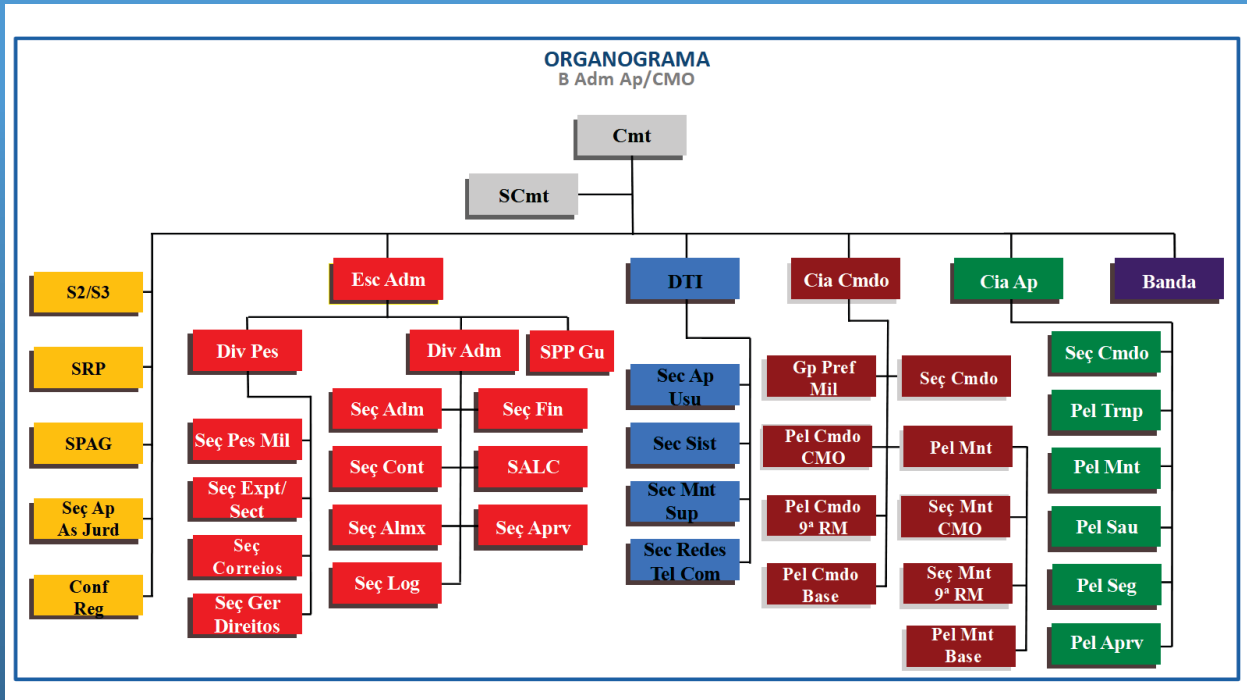 ORGANOGRAMA
B Adm Ap/CMO
Cmt
SCmt
S2/S3
SRP
SPAG
Seç Ap
As Jurd
Conf
Reg
Esc Adm
Div Pes
Seç Pes Mil
Seç Expt/
Sect
Seç
Correios
Seç Ger
Direitos
Div Adm
Seç Adm
Seç Fin
Seç Cont
SALC
Seç Almx
Seç Aprv
Seç Log
SPP Gu
DTI
Sec Ap
Usu
Sec Sist
Sec Mnt
Sup
Sec Redes
Tel Com
Cia Cmdo
Gp Pref
Mil
Seç Cmdo
Pel Cmdo
CMO
Pel Mnt
Pel Cmdo
9ª RM
Seç Mnt
CMO
Pel Cmdo
Base
Seç Mnt
9ª RM
Pel Mnt
Base
Cia Ap
Seç Cmdo
Pel Trnp
Pel Mnt
Pel Sau
Pel Seg
Pel Aprv
Banda